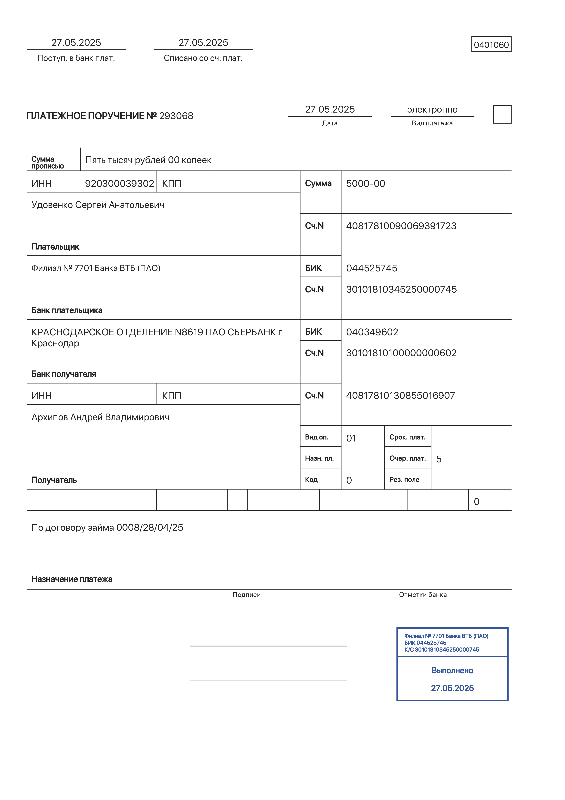 27.05.2025 27.05.2025 0401060
Поступ. в банк плат. Списано со сч. плат.
ПЛАТЕЖНОЕ ПОРУЧЕНИЕ № 293068 27.05.2025 электронно
Дата Вид платежа
Сумма прописью Пять тысяч рублей 00 копеек
ИНН 920300039302 КПП Сумма 5000-00
Удовенко Сергей Анатольевич
Сч.N 40817810090069391723
Плательщик
Филиал № 7701 Банка ВТБ (ПАО) БИК 044525745
Сч.N 30101810345250000745
Банк плательщика
КРАСНОДАРСКОЕ ОТДЕЛЕНИЕ N8619 ПАО СБЕРБАНК г БИК 040349602
Краснодар
Сч.N 30101810100000000602
Банк получателя
ИНН КПП Сч.N 40817810130855016907
Архипов Андрей Владимирович
Вид оп. 01 Срок. плат.
Назн. пл. Очер. плат. 5
Получатель Код 0 Рез. поле
0
По договору займа 0008/28/04/25
Назначение платежа
Подписи Отметки банка
Филиал № 7701 Банка ВТБ (ПАО)
БИК 044525745
К/С 30101810345250000745
Выполнено
27.05.2025